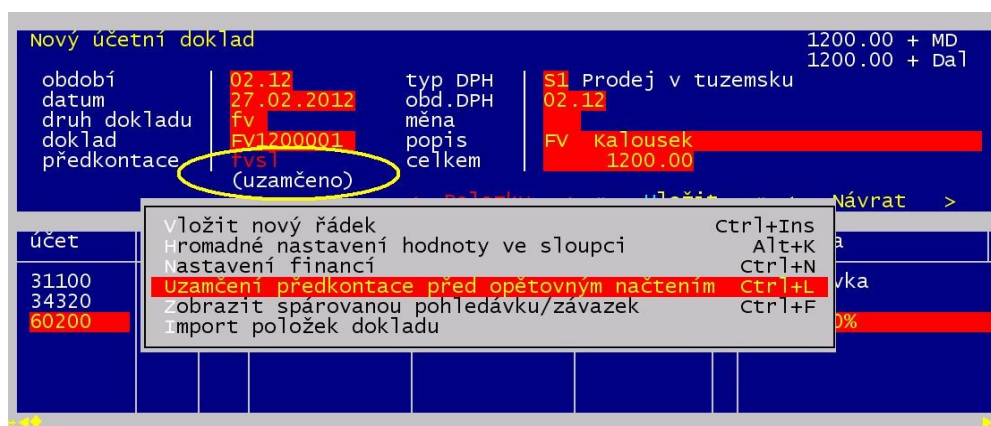 Nový účetní doklad 1200.00 + MD
1200.00 + Dal
období 02.12 typ DPH S1 Prodej v tuzemsku
datum 27.02.2012 obd.DPH 02.12
druh dokladu fv měna
doklad FV1200001 popis FV Kalousek
předkontace fvsl celkem 1200.00
(uzamčeno)
Návrat >
Vložit nový řádek Ctrl+Ins
Hromadné nastavení hodnoty ve sloupci Alt+K
Nastavení financí Ctrl+N
Uzamčení předkontace před opětovným načtením Ctrl+L
Zobrazit spárovanou pohledávku/závazek Ctrl+F
Import položek dokladu
účet
31100
34320
60200